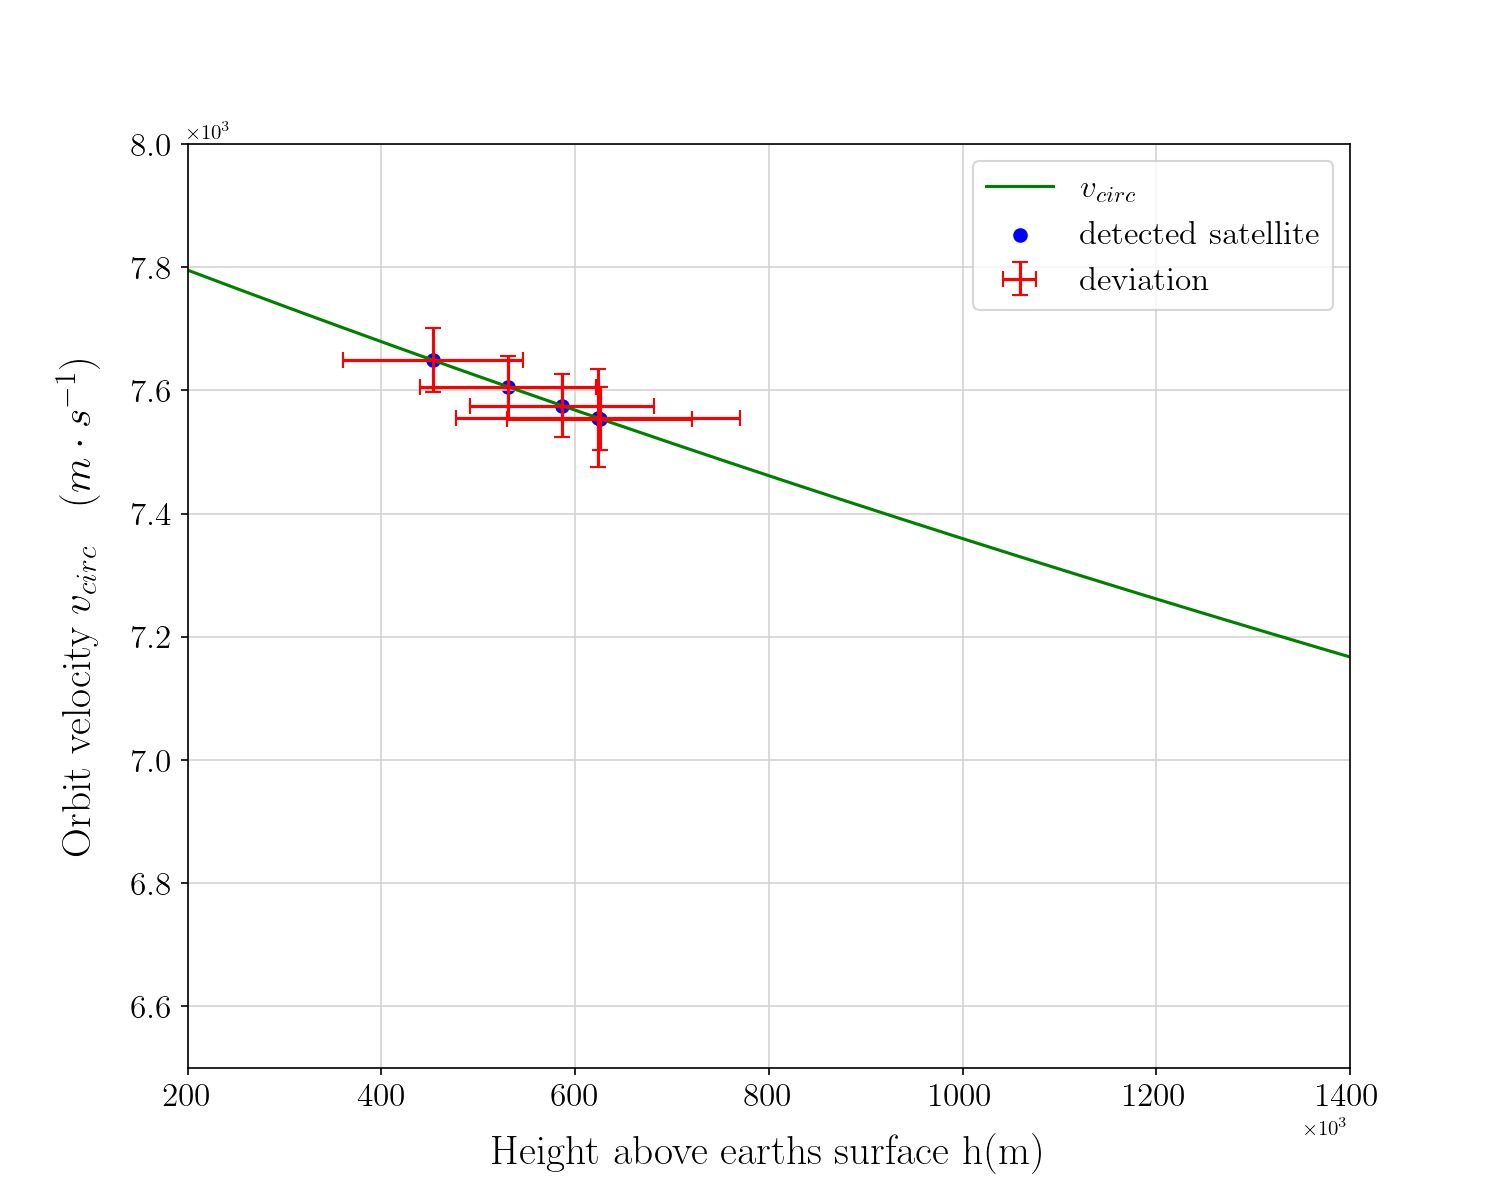 ×10³
8.0
7.8
7.6
7.4
7.2
7.0
6.8
6.6
Orbit velocity v_circ (m · s⁻¹)
v_circ
detected satellite
deviation
200 400 600 800 1000 1200 1400
×10³
Height above earths surface h(m)